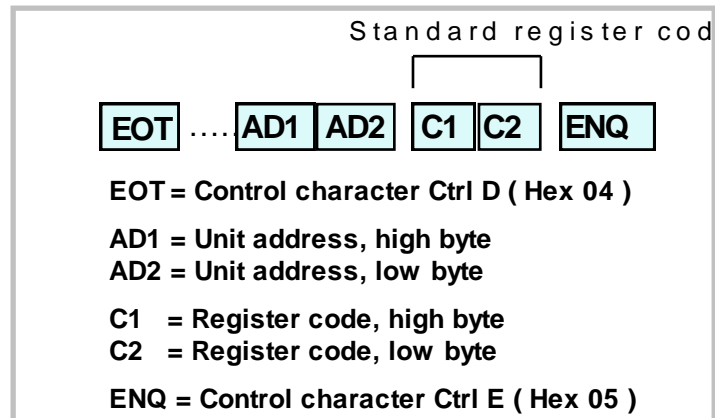 Standard register cod
EOT ..... AD1 AD2 C1 C2 ENQ
EOT = Control character Ctrl D ( Hex 04 )
AD1 = Unit address, high byte
AD2 = Unit address, low byte
C1 = Register code, high byte
C2 = Register code, low byte
ENQ = Control character Ctrl E ( Hex 05 )